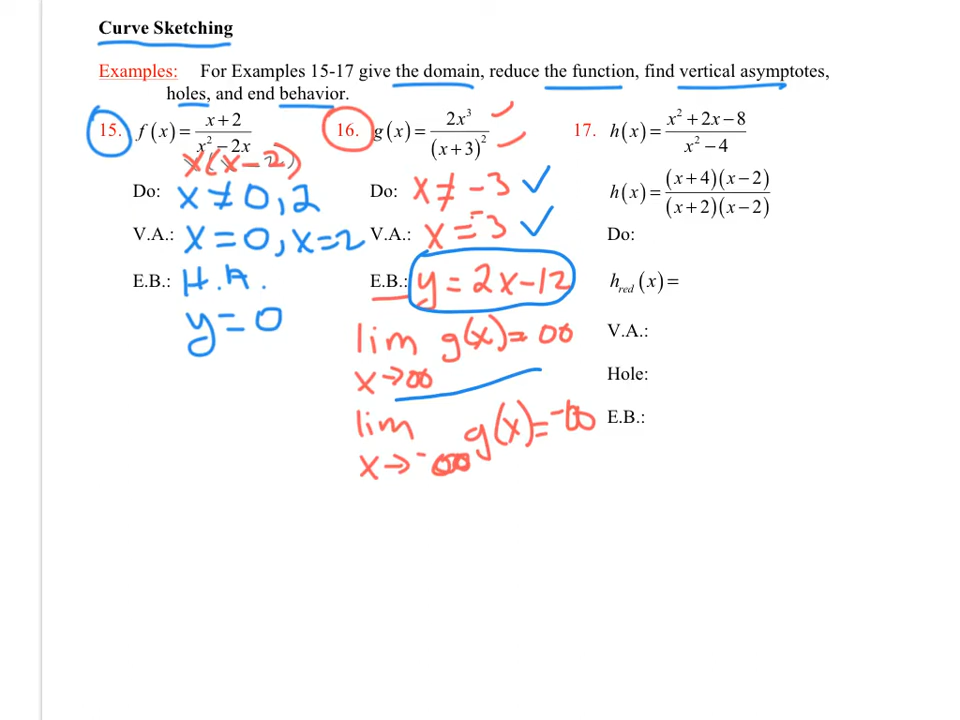 Curve Sketching
Examples: For Examples 15-17 give the domain, reduce the function, find vertical asymptotes,
holes, and end behavior.
15. f(x) = (x + 2)/(x² − 2x)
x(x−2)
Do: x ≠ 0, 2
V.A.: x = 0, x = 2
E.B.: H.A.
y = 0
16. g(x) = 2x³/(x + 3)²
Do: x ≠ −3 ✓
V.A.: x = −3 ✓
E.B.: y = 2x − 12
lim g(x) = ∞
x → ∞
lim g(x) = −∞
x → −∞
17. h(x) = (x² + 2x − 8)/(x² − 4)
h(x) = (x + 4)(x − 2)/(x + 2)(x − 2)
Do:
h_red(x) =
V.A.:
Hole:
E.B.: